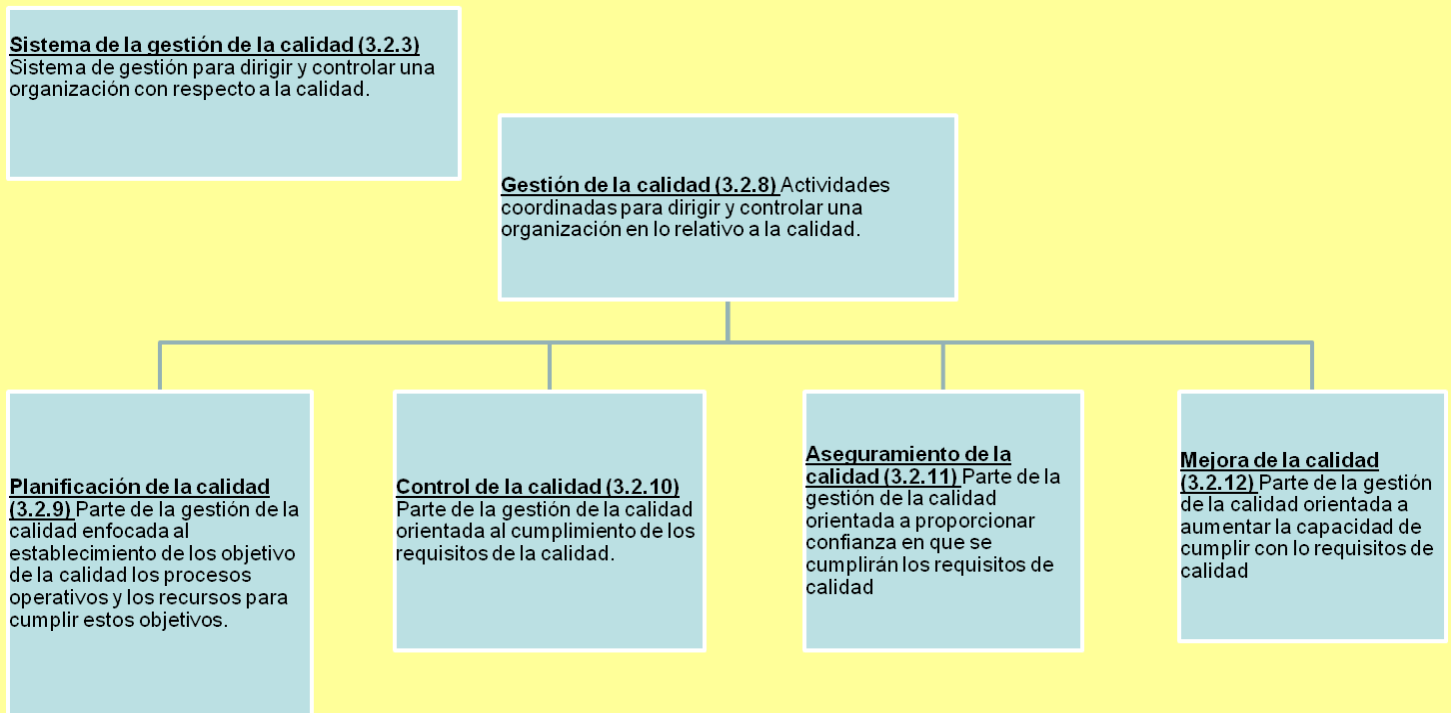 Sistema de la gestión de la calidad (3.2.3)
Sistema de gestión para dirigir y controlar una
organización con respecto a la calidad.
Gestión de la calidad (3.2.8) Actividades
coordinadas para dirigir y controlar una
organización en lo relativo a la calidad.
Planificación de la calidad
(3.2.9) Parte de la gestión de la
calidad enfocada al
establecimiento de los objetivo
de la calidad los procesos
operativos y los recursos para
cumplir estos objetivos.
Control de la calidad (3.2.10)
Parte de la gestión de la calidad
orientada al cumplimiento de los
requisitos de la calidad.
Aseguramiento de la
calidad (3.2.11) Parte de la
gestión de la calidad
orientada a proporcionar
confianza en que se
cumplirán los requisitos de
calidad
Mejora de la calidad
(3.2.12) Parte de la gestión
de la calidad orientada a
aumentar la capacidad de
cumplir con lo requisitos de
calidad